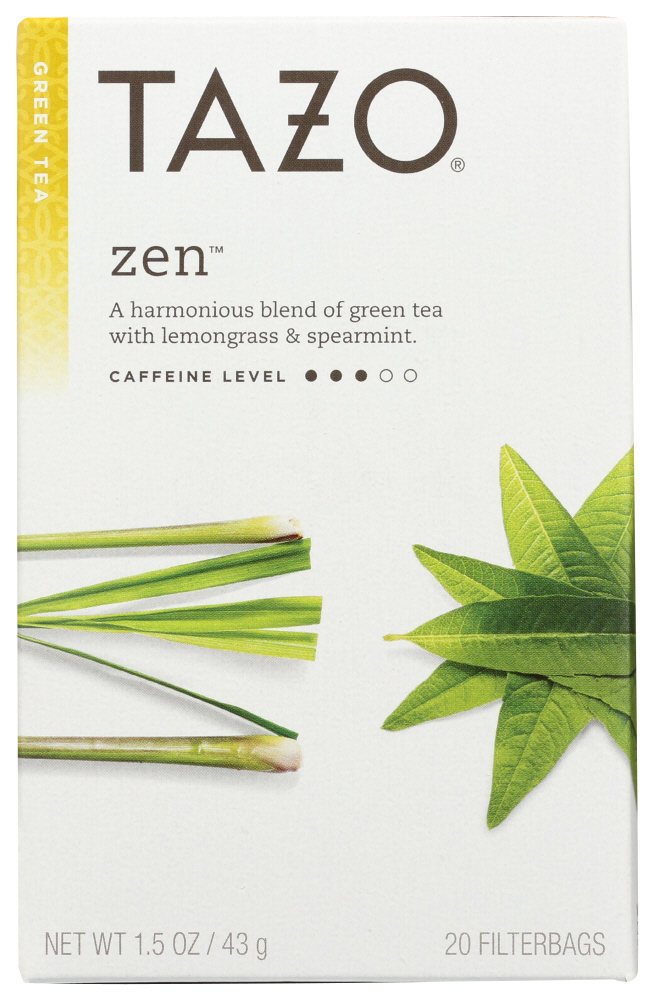 GREEN TEA
TAZO®
zen™
A harmonious blend of green tea
with lemongrass & spearmint.
CAFFEINE LEVEL
NET WT 1.5 OZ / 43 g
20 FILTERBAGS